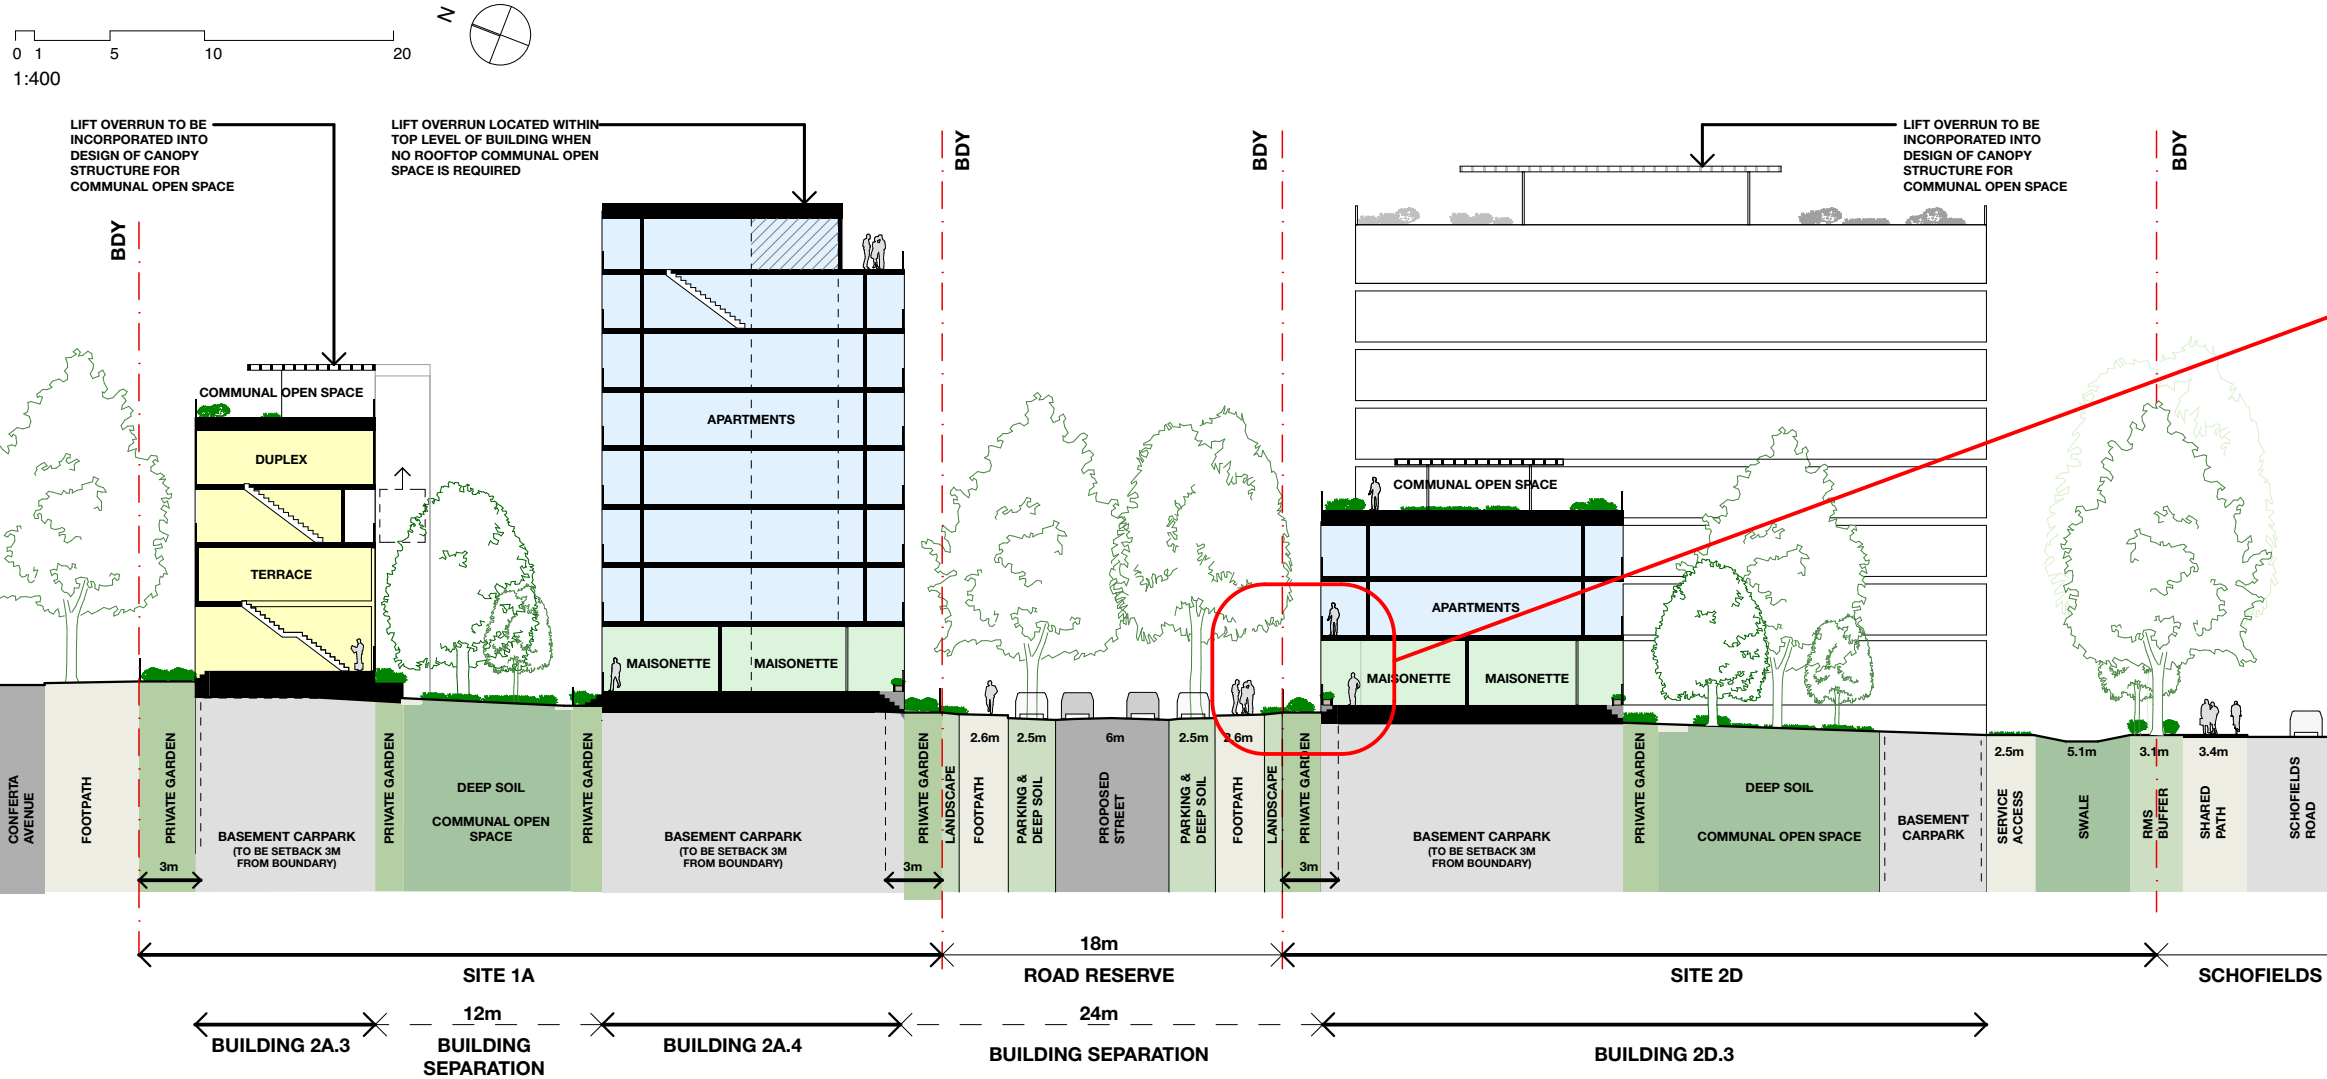 N
0 1 5 10 20
1:400
LIFT OVERRUN TO BE
INCORPORATED INTO
DESIGN OF CANOPY
STRUCTURE FOR
COMMUNAL OPEN SPACE
LIFT OVERRUN LOCATED WITHIN
TOP LEVEL OF BUILDING WHEN
NO ROOFTOP COMMUNAL OPEN
SPACE IS REQUIRED
LIFT OVERRUN TO BE
INCORPORATED INTO
DESIGN OF CANOPY
STRUCTURE FOR
COMMUNAL OPEN SPACE
BDY
BDY
BDY
BDY
COMMUNAL OPEN SPACE
DUPLEX
TERRACE
APARTMENTS
MAISONETTE
MAISONETTE
COMMUNAL OPEN SPACE
APARTMENTS
MAISONETTE
MAISONETTE
CONFERTA
AVENUE
FOOTPATH
PRIVATE GARDEN
3m
BASEMENT CARPARK
(TO BE SETBACK 3M
FROM BOUNDARY)
PRIVATE GARDEN
DEEP SOIL
COMMUNAL OPEN
SPACE
PRIVATE GARDEN
BASEMENT CARPARK
(TO BE SETBACK 3M
FROM BOUNDARY)
3m
PRIVATE GARDEN
LANDSCAPE
2.6m
FOOTPATH
2.5m
PARKING &
DEEP SOIL
6m
PROPOSED
STREET
2.5m
PARKING &
DEEP SOIL
2.6m
FOOTPATH
LANDSCAPE
PRIVATE GARDEN
3m
BASEMENT CARPARK
(TO BE SETBACK 3M
FROM BOUNDARY)
PRIVATE GARDEN
DEEP SOIL
COMMUNAL OPEN SPACE
BASEMENT
CARPARK
2.5m
SERVICE
ACCESS
5.1m
SWALE
3.1m
RMS
BUFFER
3.4m
SHARED
PATH
SCHOFIELDS
ROAD
SITE 1A
18m
ROAD RESERVE
SITE 2D
SCHOFIELDS
BUILDING 2A.3
12m
BUILDING
SEPARATION
BUILDING 2A.4
24m
BUILDING SEPARATION
BUILDING 2D.3